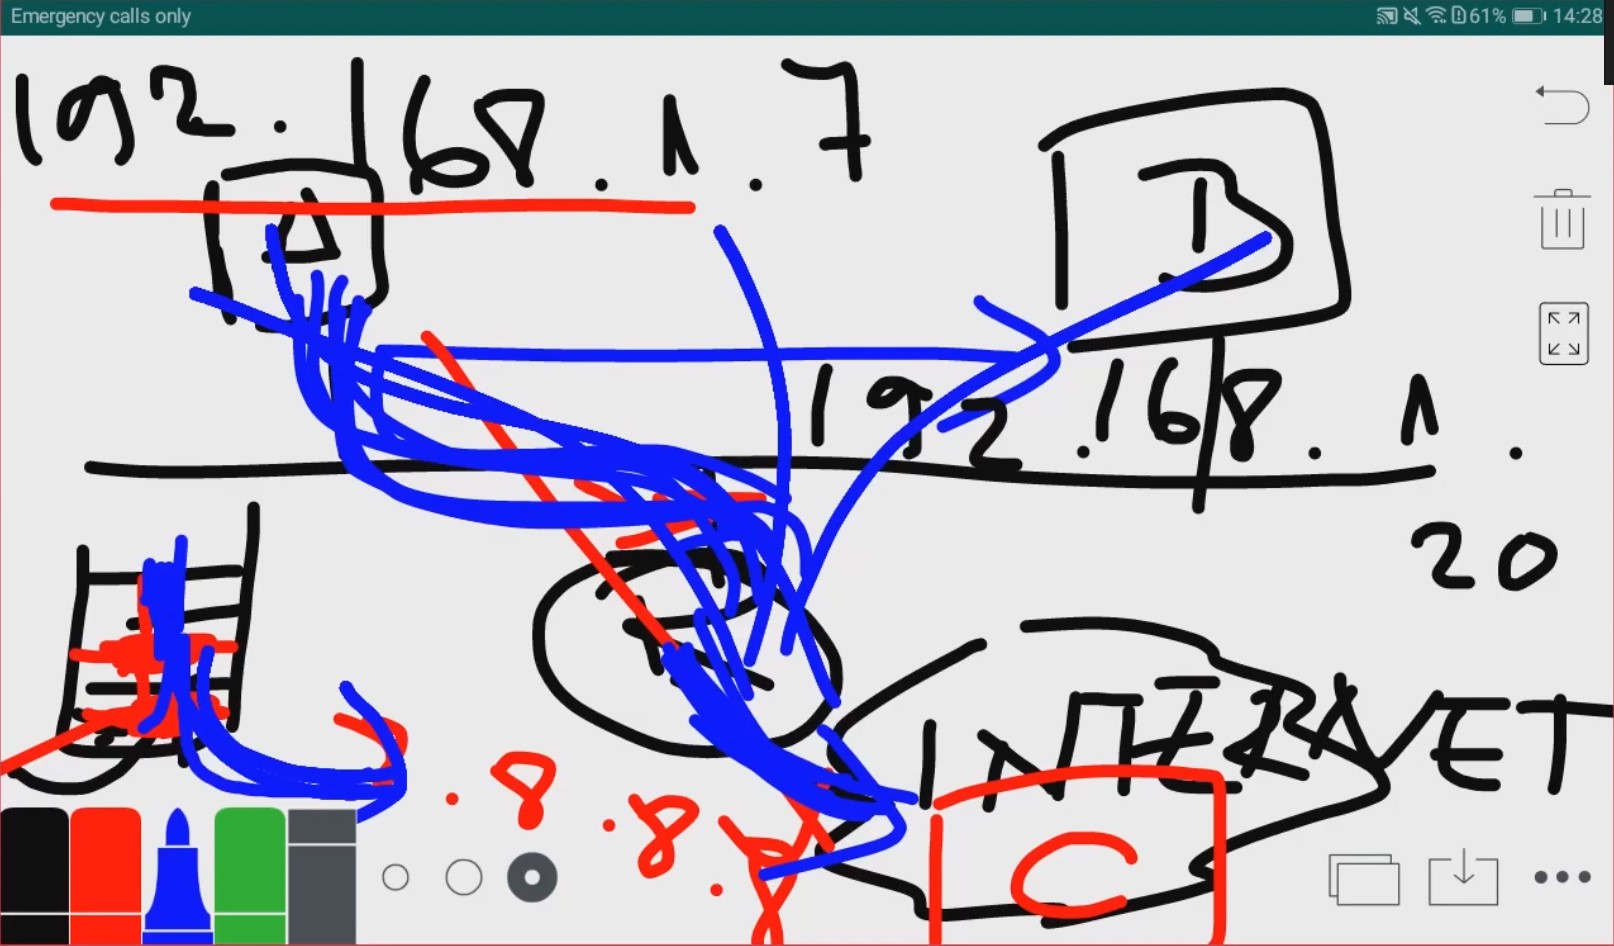 Emergency calls only 61% 14:28
192.168.1.7
A
B
192.168.1.
20
R
INTERNET
.8.8.8
C